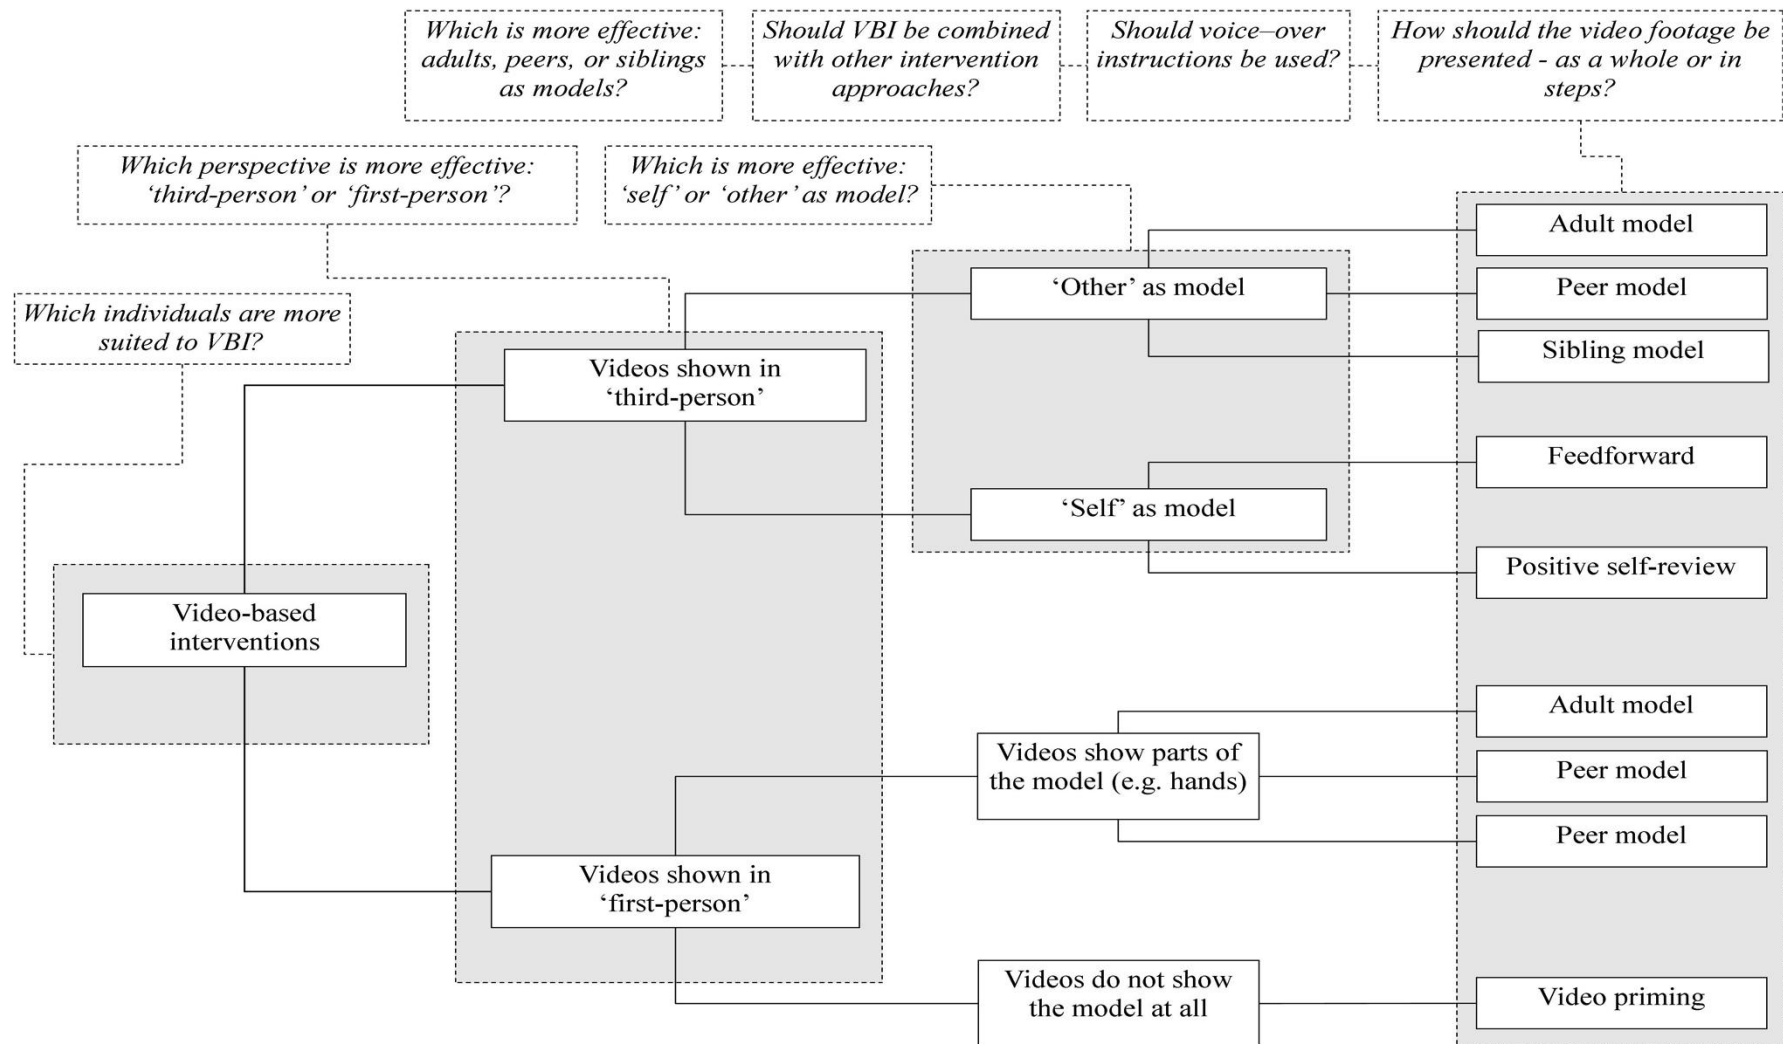 Which is more effective:
adults, peers, or siblings
as models?
Should VBI be combined
with other intervention
approaches?
Should voice–over
instructions be used?
How should the video footage be
presented - as a whole or in
steps?
Which perspective is more effective:
‘third-person’ or ‘first-person’?
Which is more effective:
‘self’ or ‘other’ as model?
Which individuals are more
suited to VBI?
Video-based
interventions
Videos shown in
‘third-person’
Videos shown in
‘first-person’
‘Other’ as model
‘Self’ as model
Videos show parts of
the model (e.g. hands)
Videos do not show
the model at all
Adult model
Peer model
Sibling model
Feedforward
Positive self-review
Adult model
Peer model
Peer model
Video priming